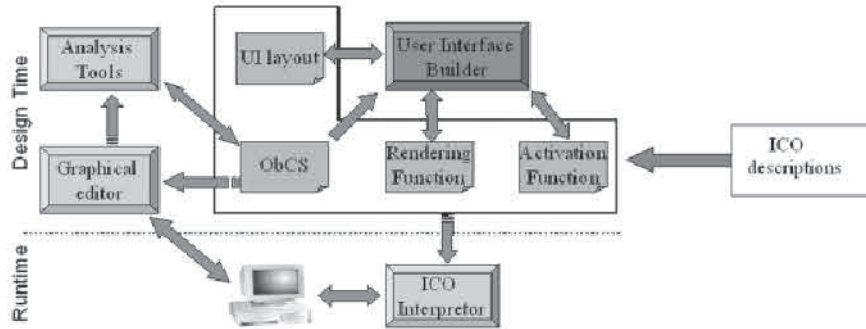 Design Time
Analysis
Tools
UI layout
User Interface
Builder
Graphical
editor
ObCS
Rendering
Function
Activation
Function
ICO
descriptions
Runtime
ICO
Interpretor